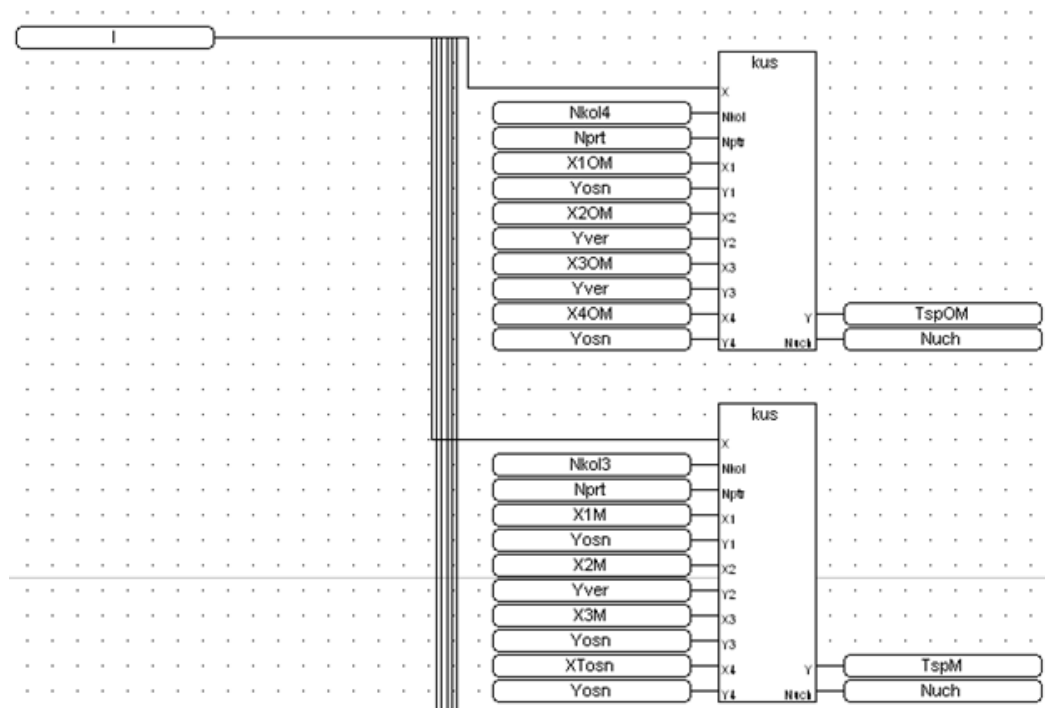 I
kus
X
Nkol4
Nkol
Nprt
Nptr
X1OM
X1
Yosn
Y1
X2OM
X2
Yver
Y2
X3OM
X3
Yver
Y3
X4OM
X4
Y
TspOM
Yosn
Y4
Nuch
Nuch
kus
X
Nkol3
Nkol
Nprt
Nptr
X1M
X1
Yosn
Y1
X2M
X2
Yver
Y2
X3M
X3
Yosn
Y3
XTosn
X4
Y
TspM
Yosn
Y4
Nuch
Nuch